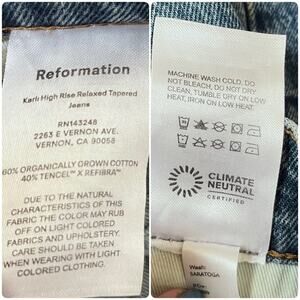 Reformation
Karli High Rise Relaxed Tapered
Jeans
RN143248
2263 E VERNON AVE.
VERNON, CA 90058
60% ORGANICALLY GROWN COTTON
40% TENCEL™ X REFIBRA™
DUE TO THE NATURAL
CHARACTERISTICS OF THIS
FABRIC THE COLOR MAY RUB
OFF ON LIGHT COLORED
FABRICS AND UPHOLSTERY.
CARE SHOULD BE TAKEN
WHEN WEARING WITH LIGHT
COLORED CLOTHING.
MACHINE WASH COLD, DO
NOT BLEACH, DO NOT DRY
CLEAN, TUMBLE DRY ON LOW
HEAT, IRON ON LOW HEAT.
CLIMATE
NEUTRAL
CERTIFIED
Wash:
SARATOGA